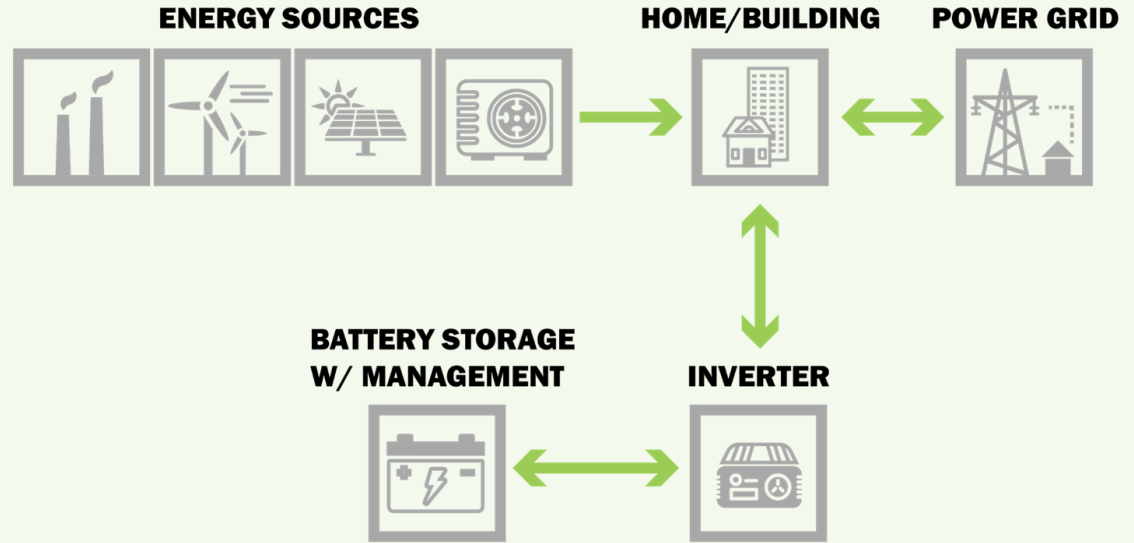 ENERGY SOURCES
HOME/BUILDING
POWER GRID
BATTERY STORAGE
W/ MANAGEMENT
INVERTER